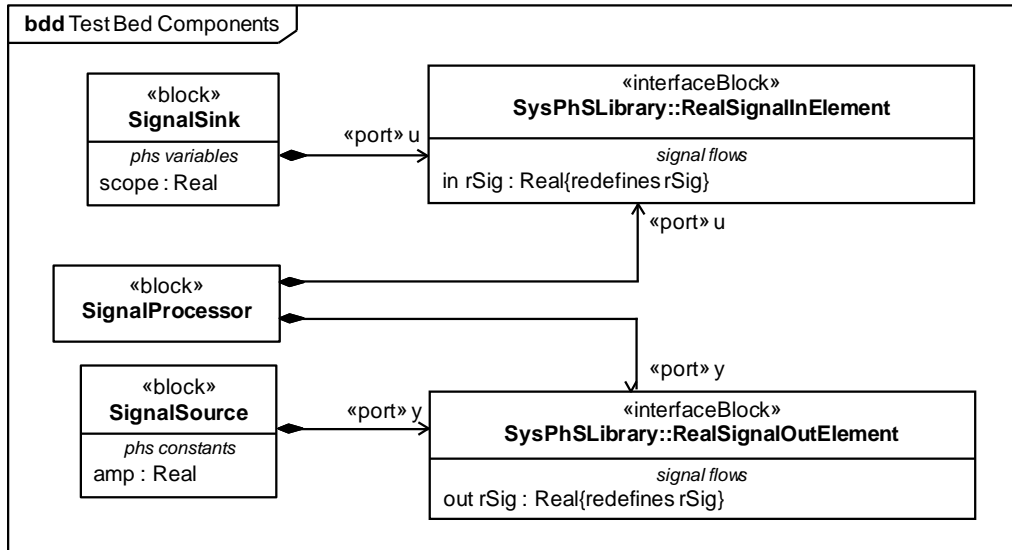 bdd Test Bed Components
«block»
SignalSink
phs variables
scope : Real
«port» u
«interfaceBlock»
SysPhSLibrary::RealSignalInElement
signal flows
in rSig : Real{redefines rSig}
«port» u
«block»
SignalProcessor
«port» y
«block»
SignalSource
phs constants
amp : Real
«port» y
«interfaceBlock»
SysPhSLibrary::RealSignalOutElement
signal flows
out rSig : Real{redefines rSig}